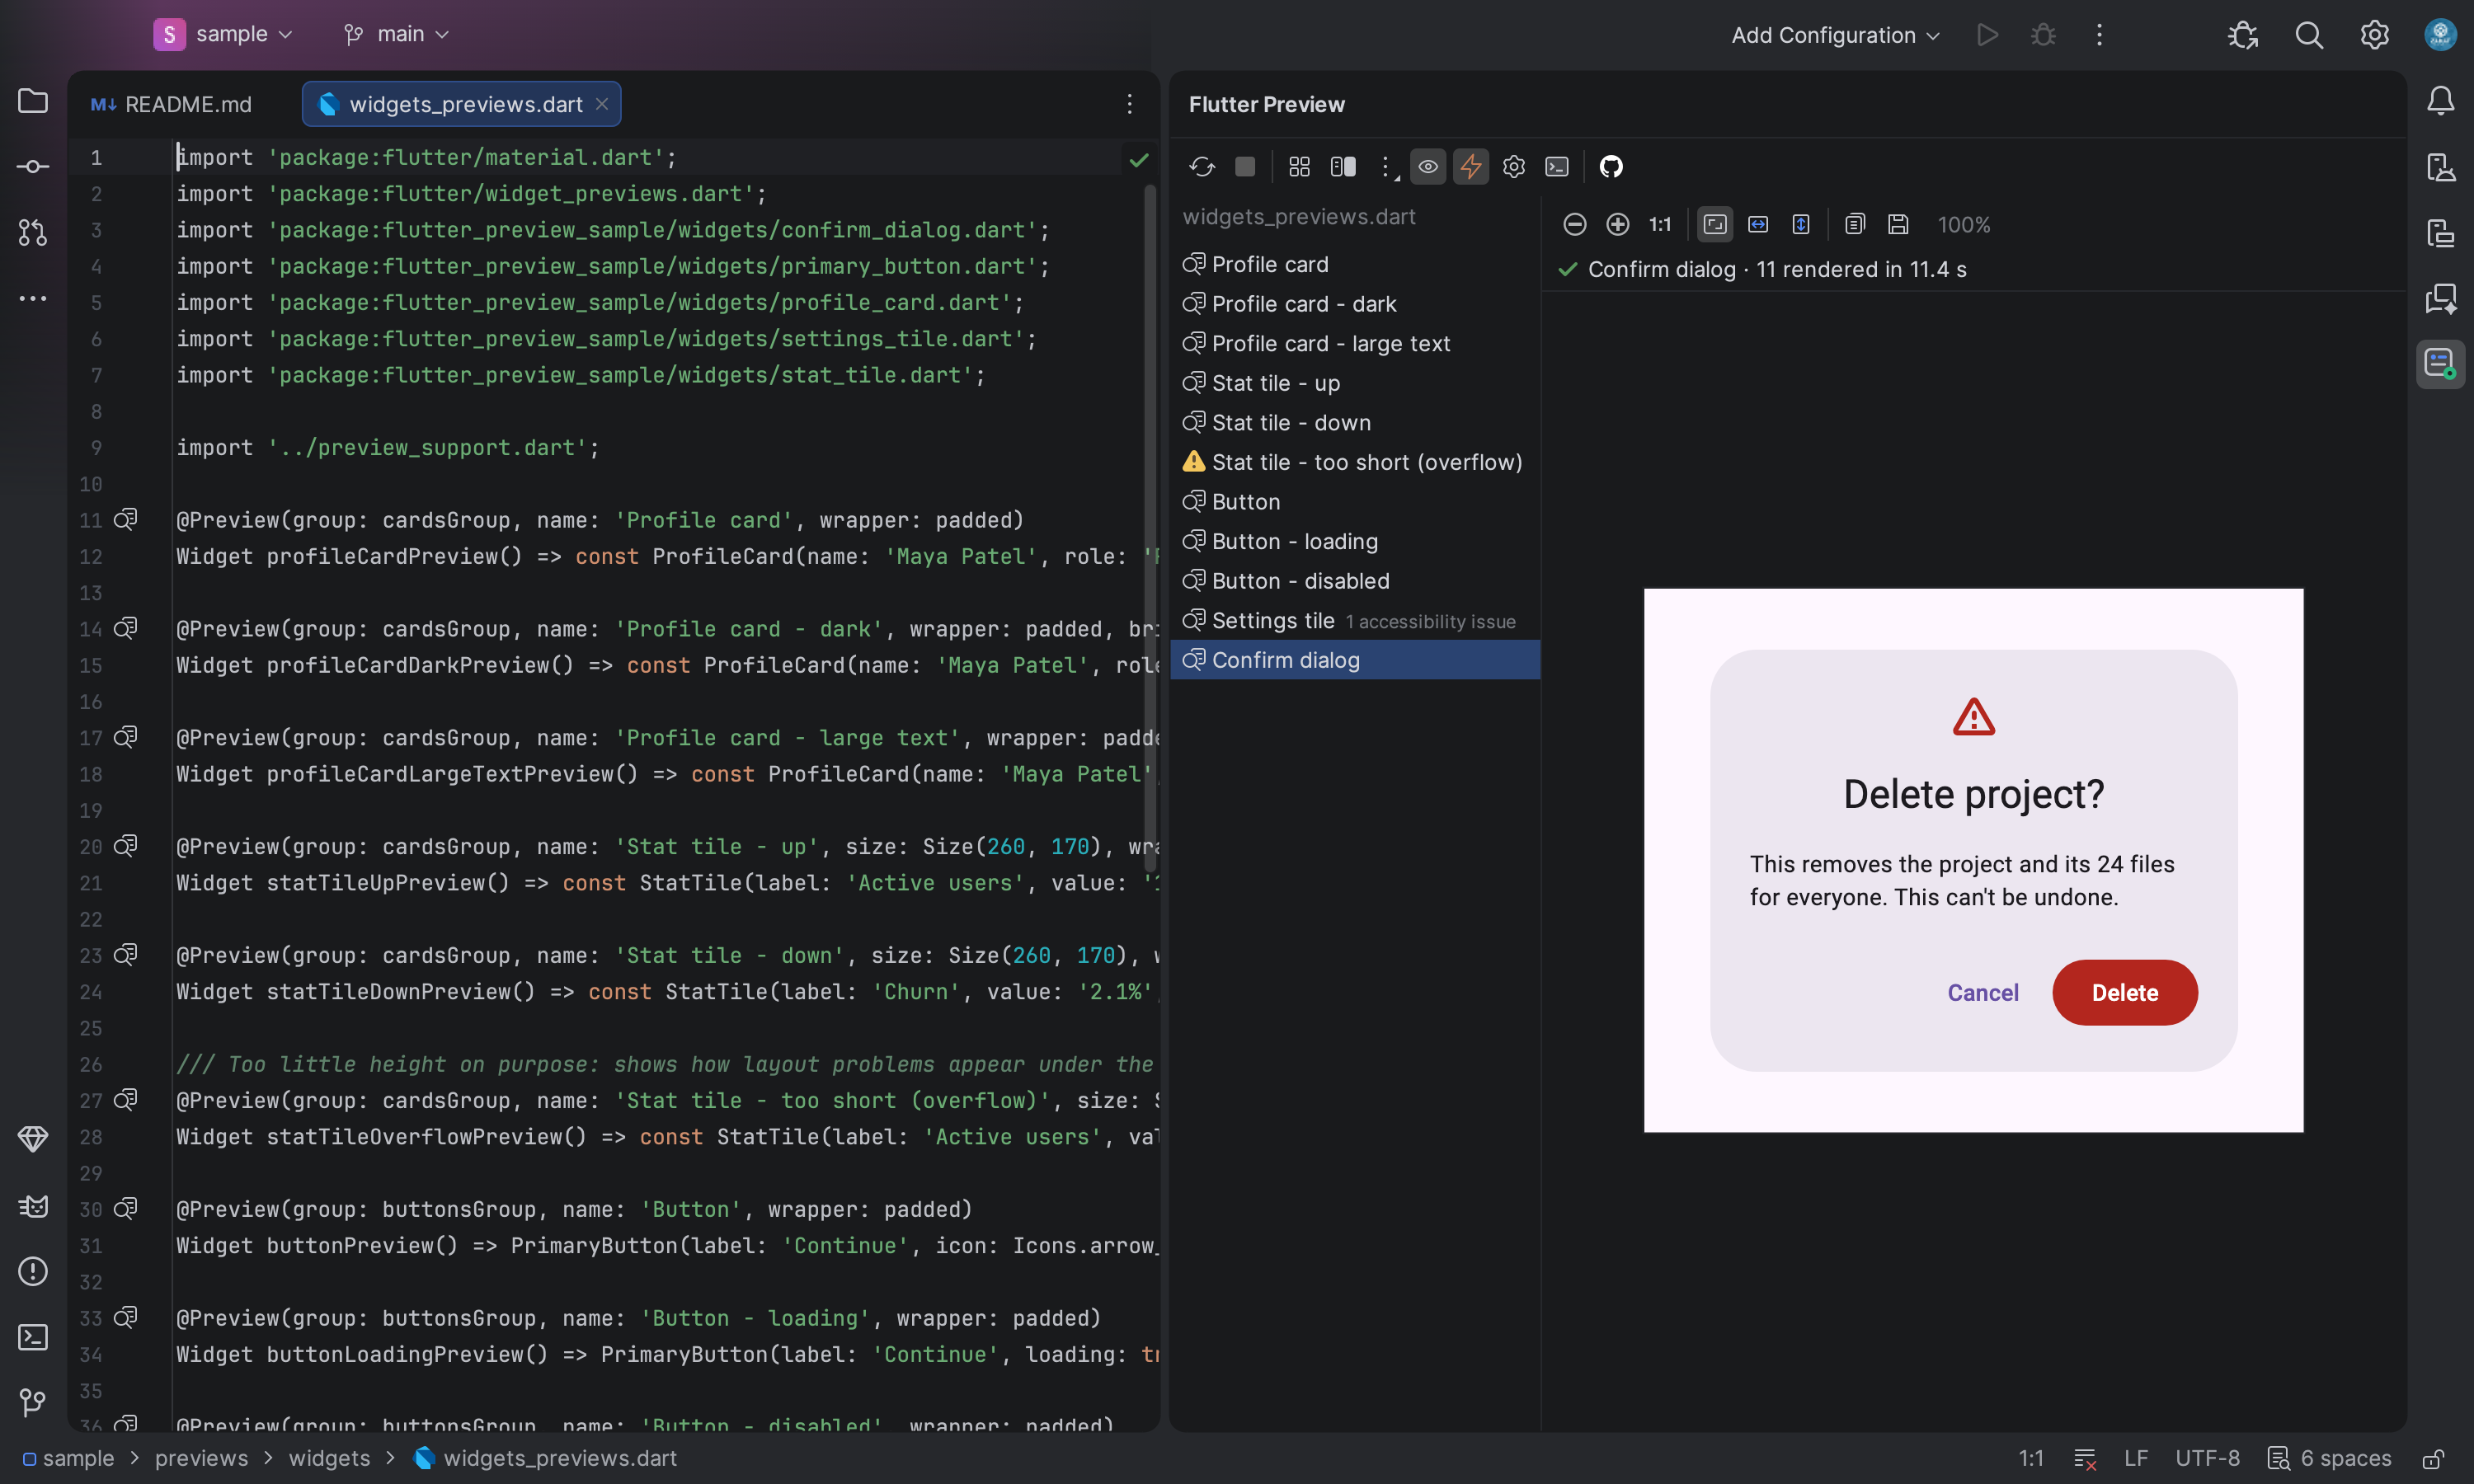 S sample main Add Configuration
README.md widgets_previews.dart
1 import 'package:flutter/material.dart';
2 import 'package:flutter/widget_previews.dart';
3 import 'package:flutter_preview_sample/widgets/confirm_dialog.dart';
4 import 'package:flutter_preview_sample/widgets/primary_button.dart';
5 import 'package:flutter_preview_sample/widgets/profile_card.dart';
6 import 'package:flutter_preview_sample/widgets/settings_tile.dart';
7 import 'package:flutter_preview_sample/widgets/stat_tile.dart';
8
9 import '../preview_support.dart';
10
11 @Preview(group: cardsGroup, name: 'Profile card', wrapper: padded)
12 Widget profileCardPreview() => const ProfileCard(name: 'Maya Patel', role: '
13
14 @Preview(group: cardsGroup, name: 'Profile card - dark', wrapper: padded, br
15 Widget profileCardDarkPreview() => const ProfileCard(name: 'Maya Patel', role
16
17 @Preview(group: cardsGroup, name: 'Profile card - large text', wrapper: padde
18 Widget profileCardLargeTextPreview() => const ProfileCard(name: 'Maya Patel'
19
20 @Preview(group: cardsGroup, name: 'Stat tile - up', size: Size(260, 170), wra
21 Widget statTileUpPreview() => const StatTile(label: 'Active users', value: '
22
23 @Preview(group: cardsGroup, name: 'Stat tile - down', size: Size(260, 170), w
24 Widget statTileDownPreview() => const StatTile(label: 'Churn', value: '2.1%',
25
26 /// Too little height on purpose: shows how layout problems appear under the
27 @Preview(group: cardsGroup, name: 'Stat tile - too short (overflow)', size: S
28 Widget statTileOverflowPreview() => const StatTile(label: 'Active users', val
29
30 @Preview(group: buttonsGroup, name: 'Button', wrapper: padded)
31 Widget buttonPreview() => PrimaryButton(label: 'Continue', icon: Icons.arrow_
32
33 @Preview(group: buttonsGroup, name: 'Button - loading', wrapper: padded)
34 Widget buttonLoadingPreview() => PrimaryButton(label: 'Continue', loading: tr
35
36 @Preview(group: buttonsGroup, name: 'Button - disabled', wrapper: padded)
Flutter Preview
widgets_previews.dart
Profile card
Profile card - dark
Profile card - large text
Stat tile - up
Stat tile - down
Stat tile - too short (overflow)
Button
Button - loading
Button - disabled
Settings tile 1 accessibility issue
Confirm dialog
1:1 100%
Confirm dialog · 11 rendered in 11.4 s
Delete project?
This removes the project and its 24 files
for everyone. This can't be undone.
Cancel Delete
sample > previews > widgets > widgets_previews.dart
1:1 LF UTF-8 6 spaces